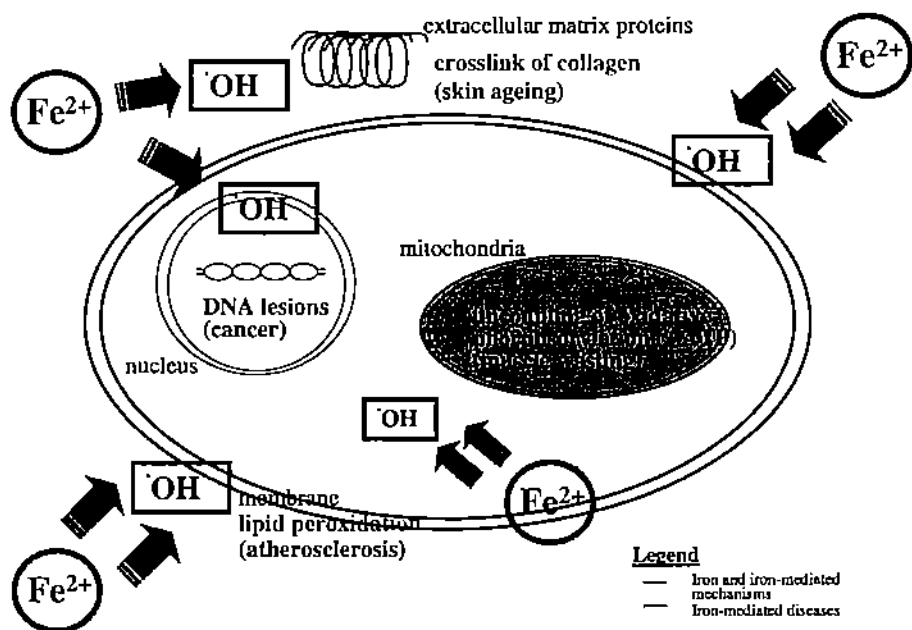 extracellular matrix proteins
˙OH
crosslink of collagen
(skin ageing)
Fe2+
Fe2+
˙OH
˙OH
mitochondria
DNA lesions
(cancer)
nucleus
˙OH
Fe2+
˙OH
membrane
lipid peroxidation
(atherosclerosis)
Fe2+
Legend
Iron and iron-mediated
mechanisms
Iron-mediated diseases